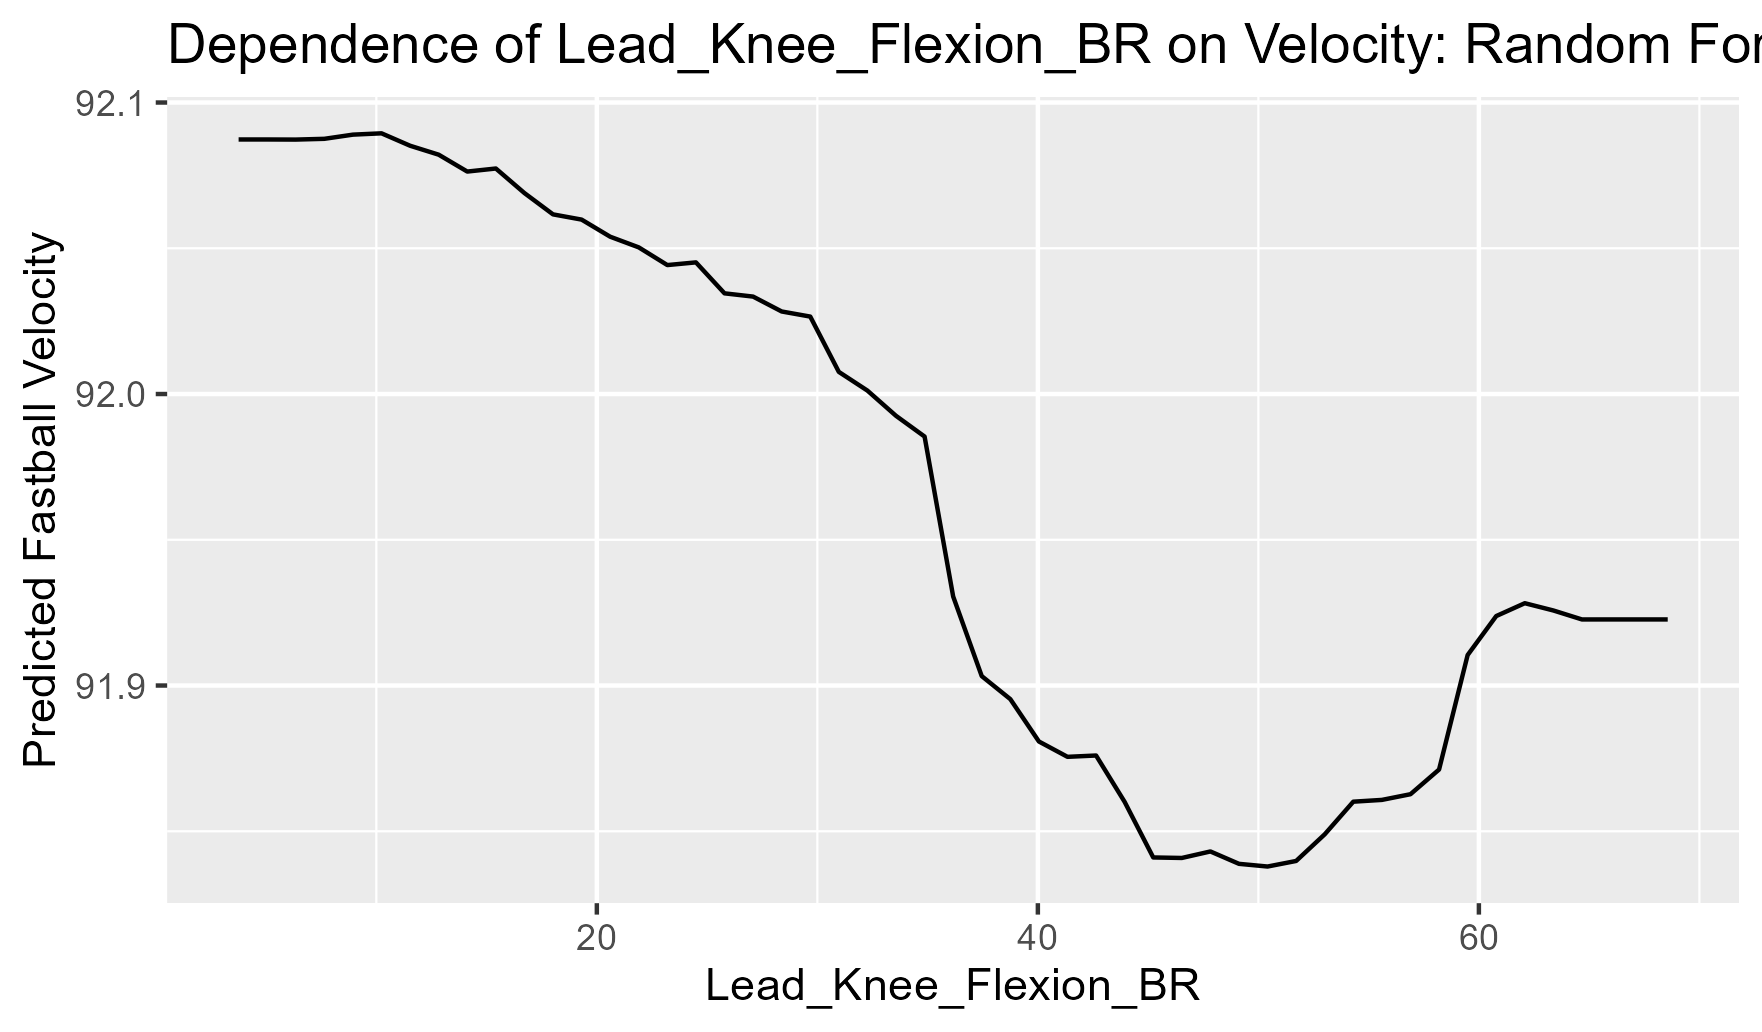 Dependence of Lead_Knee_Flexion_BR on Velocity: Random For
92.1
92.0
91.9
Predicted Fastball Velocity
20
40
60
Lead_Knee_Flexion_BR